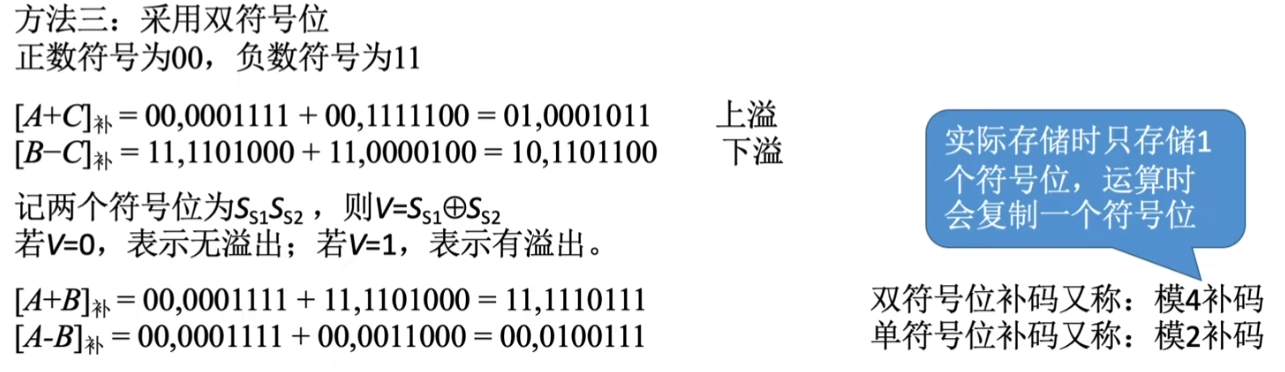 方法三：采用双符号位
正数符号为00，负数符号为11
[A+C]补 = 00,0001111 + 00,1111100 = 01,0001011 上溢
[B−C]补 = 11,1101000 + 11,0000100 = 10,1101100 下溢
记两个符号位为SS1SS2 ，则V=SS1⊕SS2
若V=0，表示无溢出；若V=1，表示有溢出。
[A+B]补 = 00,0001111 + 11,1101000 = 11,1110111
[A-B]补 = 00,0001111 + 00,0011000 = 00,0100111
实际存储时只存储1
个符号位，运算时
会复制一个符号位
双符号位补码又称：模4补码
单符号位补码又称：模2补码